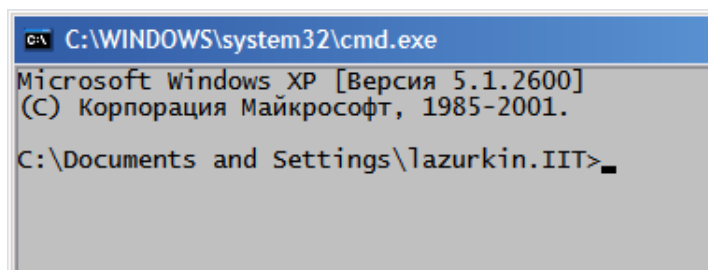 C:\WINDOWS\system32\cmd.exe
Microsoft Windows XP [Версия 5.1.2600]
(С) Корпорация Майкрософт, 1985-2001.
C:\Documents and Settings\lazurkin.IIT>